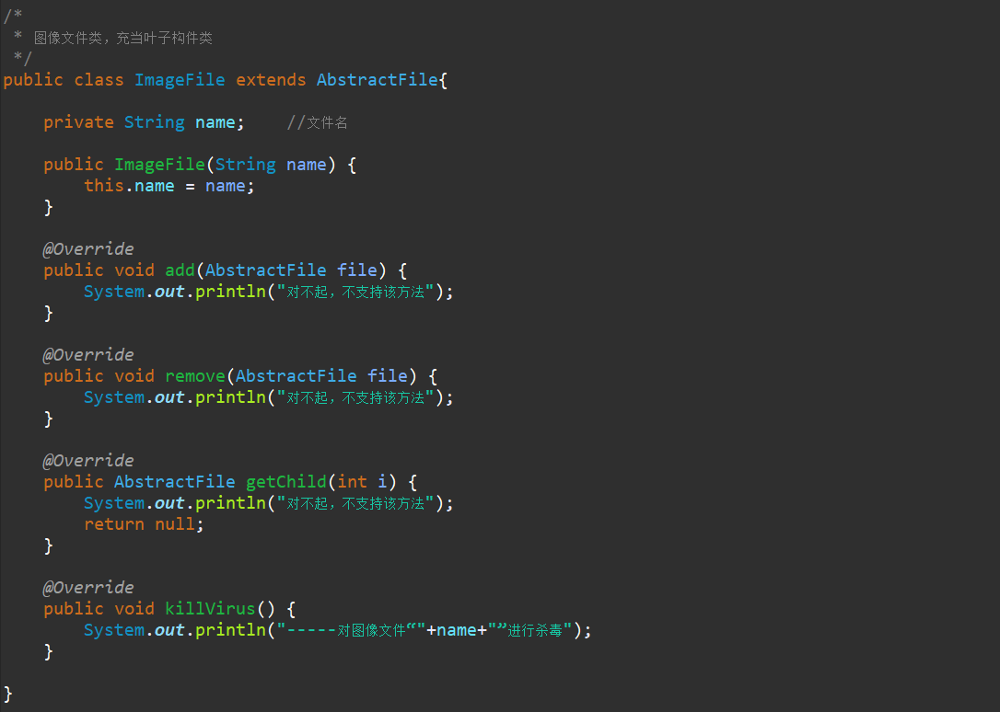 /*
 * 图像文件类，充当叶子构件类
 */
public class ImageFile extends AbstractFile{
    private String name;    //文件名
    public ImageFile(String name) {
        this.name = name;
    }
    @Override
    public void add(AbstractFile file) {
        System.out.println("对不起，不支持该方法");
    }
    @Override
    public void remove(AbstractFile file) {
        System.out.println("对不起，不支持该方法");
    }
    @Override
    public AbstractFile getChild(int i) {
        System.out.println("对不起，不支持该方法");
        return null;
    }
    @Override
    public void killVirus() {
        System.out.println("-----对图像文件“"+name+"”进行杀毒");
    }
}